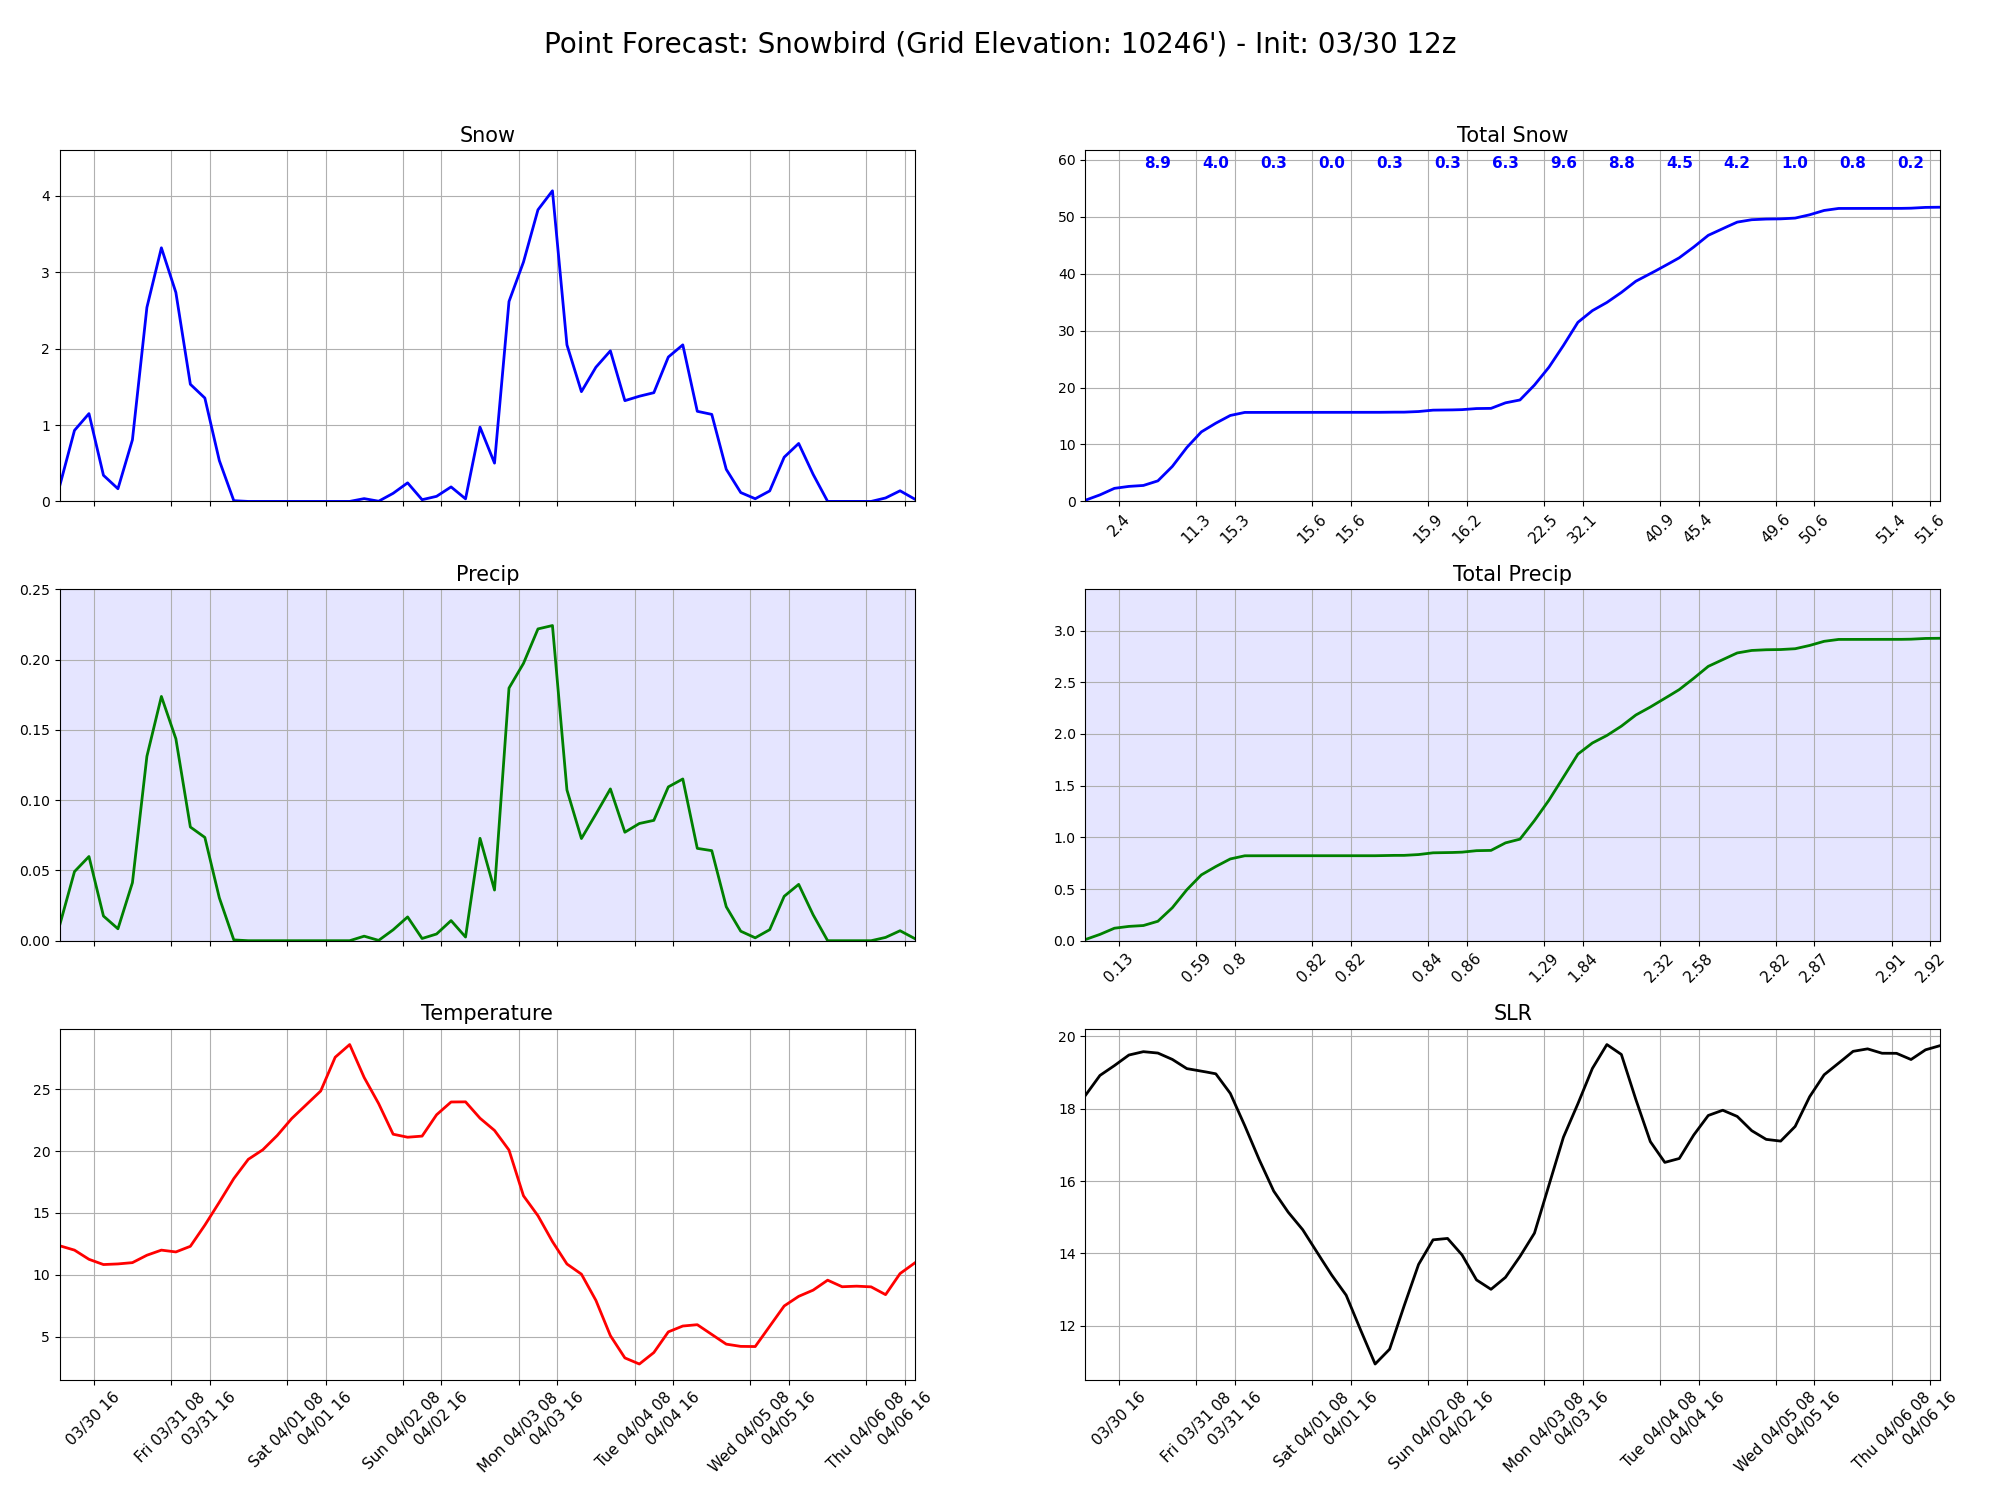 Point Forecast: Snowbird (Grid Elevation: 10246') - Init: 03/30 12z
Snow
4
3
2
1
0
Total Snow
8.9 4.0 0.3 0.0 0.3 0.3 6.3 9.6 8.8 4.5 4.2 1.0 0.8 0.2
60
50
40
30
20
10
0
2.4 11.3 15.3 15.6 15.6 15.9 16.2 22.5 32.1 40.9 45.4 49.6 50.6 51.4 51.6
Precip
0.25
0.20
0.15
0.10
0.05
0.00
Total Precip
3.0
2.5
2.0
1.5
1.0
0.5
0.0
0.13 0.59 0.8 0.82 0.82 0.84 0.86 1.29 1.84 2.32 2.58 2.82 2.87 2.91 2.92
Temperature
25
20
15
10
5
03/30 16
Fri 03/31 08
03/31 16
Sat 04/01 08
04/01 16
Sun 04/02 08
04/02 16
Mon 04/03 08
04/03 16
Tue 04/04 08
04/04 16
Wed 04/05 08
04/05 16
Thu 04/06 08
04/06 16
SLR
20
18
16
14
12
03/30 16
Fri 03/31 08
03/31 16
Sat 04/01 08
04/01 16
Sun 04/02 08
04/02 16
Mon 04/03 08
04/03 16
Tue 04/04 08
04/04 16
Wed 04/05 08
04/05 16
Thu 04/06 08
04/06 16